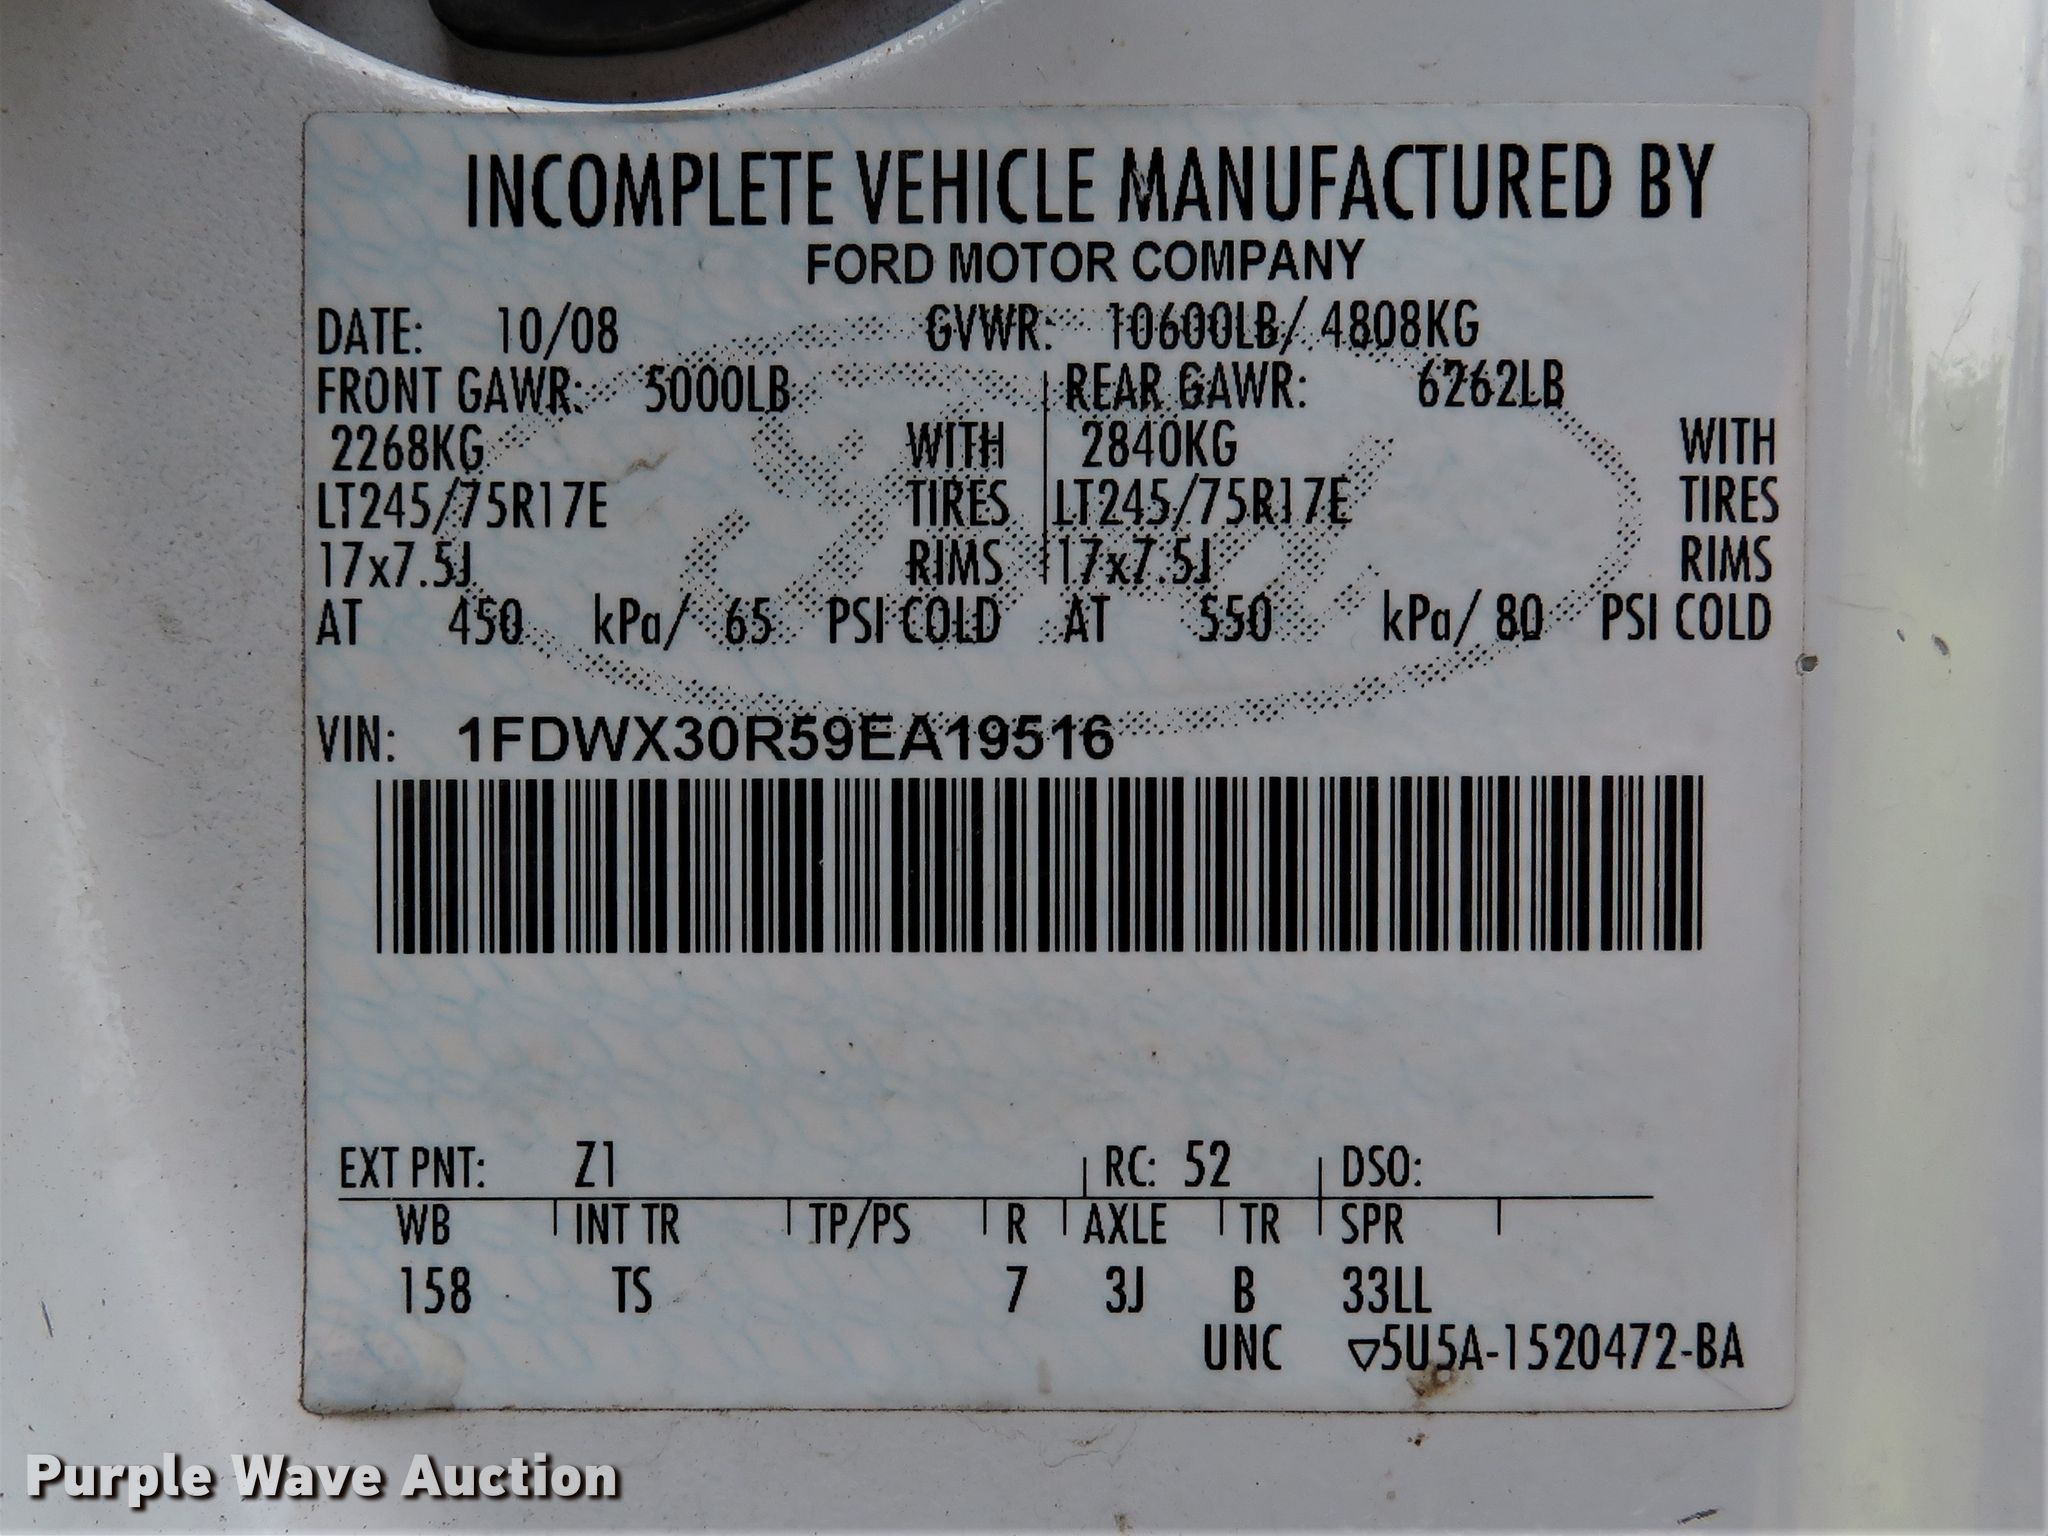 INCOMPLETE VEHICLE MANUFACTURED BY
FORD MOTOR COMPANY
DATE: 10/08 GVWR: 10600LB/ 4808KG
FRONT GAWR: 5000LB REAR GAWR: 6262LB
2268KG WITH 2840KG WITH
LT245/75R17E TIRES LT245/75R17E TIRES
17x7.5J RIMS 17x7.5J RIMS
AT 450 kPa/ 65 PSI COLD AT 550 kPa/ 80 PSI COLD
VIN: 1FDWX30R59EA19516
EXT PNT: Z1 RC: 52 DSO:
WB INT TR TP/PS R AXLE TR SPR
158 TS 7 3J B 33LL
UNC ▽5U5A-1520472-BA
Purple Wave Auction
Ford